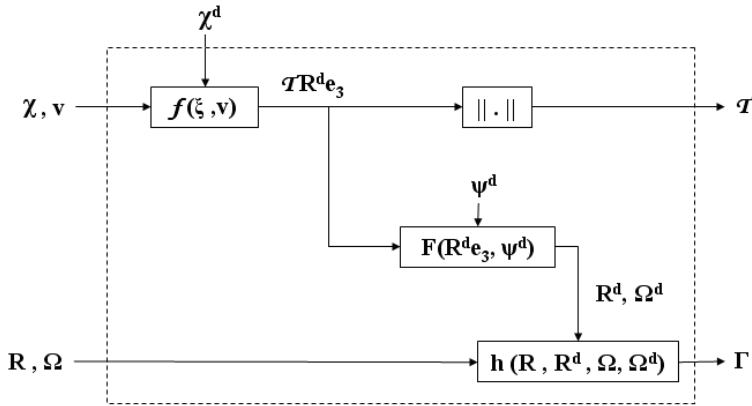 χᵈ
χ , v
f(ξ ,v)
𝒯Rᵈe₃
|| . ||
𝒯
ψᵈ
F(Rᵈe₃, ψᵈ)
Rᵈ, Ωᵈ
R , Ω
h (R , Rᵈ , Ω, Ωᵈ)
Γ